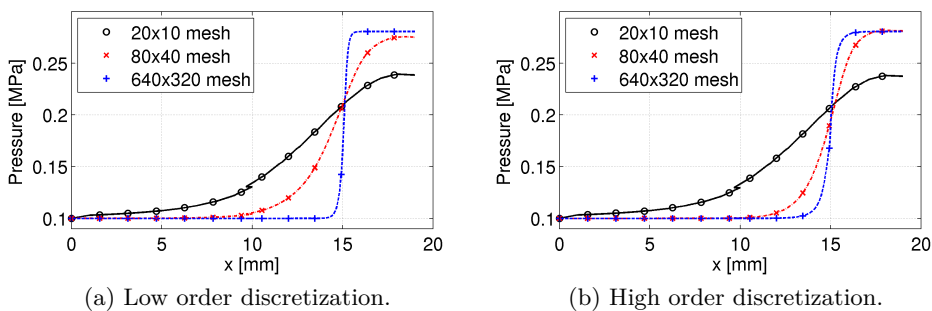 20x10 mesh
80x40 mesh
640x320 mesh
Pressure [MPa]
0.25
0.2
0.15
0.1
0 5 10 15 20
x [mm]
(a) Low order discretization.
20x10 mesh
80x40 mesh
640x320 mesh
Pressure [MPa]
0.25
0.2
0.15
0.1
0 5 10 15 20
x [mm]
(b) High order discretization.